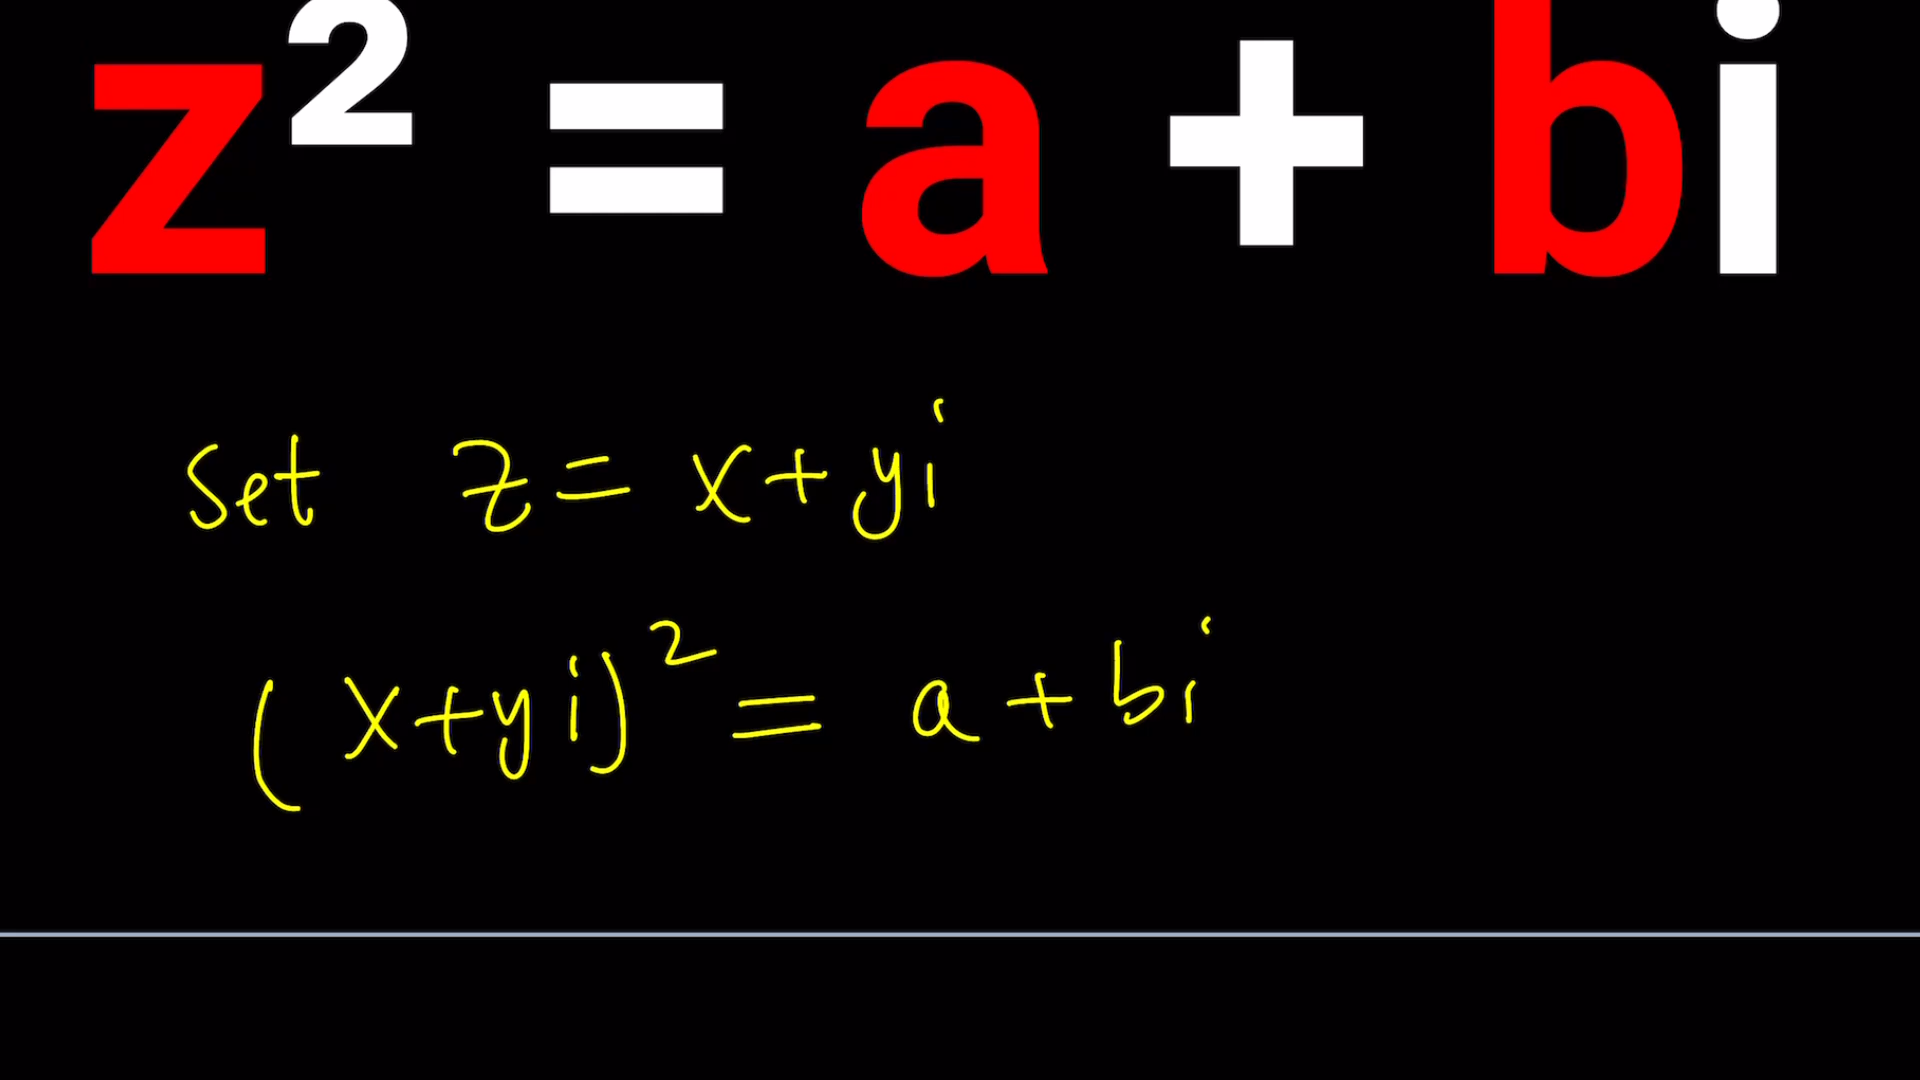 z² = a + bi
Set z = x + yi
(x + yi)² = a + bi